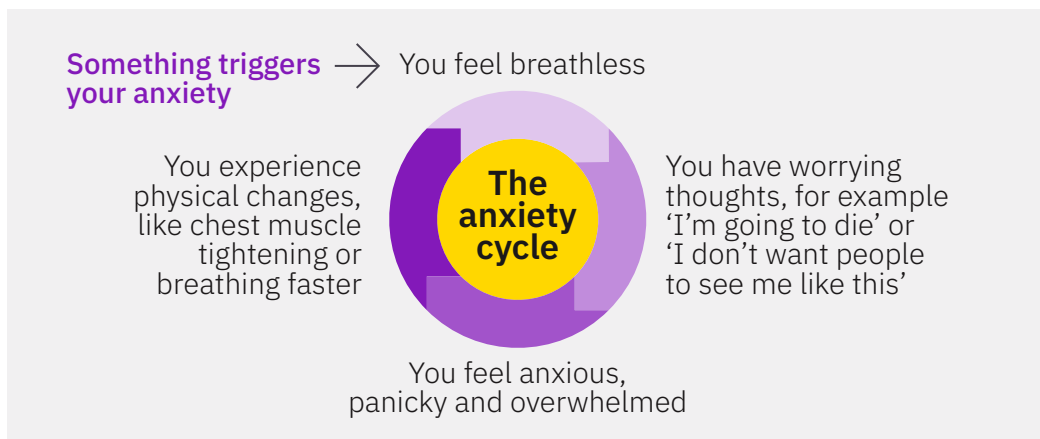 Something triggers
your anxiety
You feel breathless
You have worrying
thoughts, for example
‘I’m going to die’ or
‘I don’t want people
to see me like this’
You feel anxious,
panicky and overwhelmed
You experience
physical changes,
like chest muscle
tightening or
breathing faster
The
anxiety
cycle